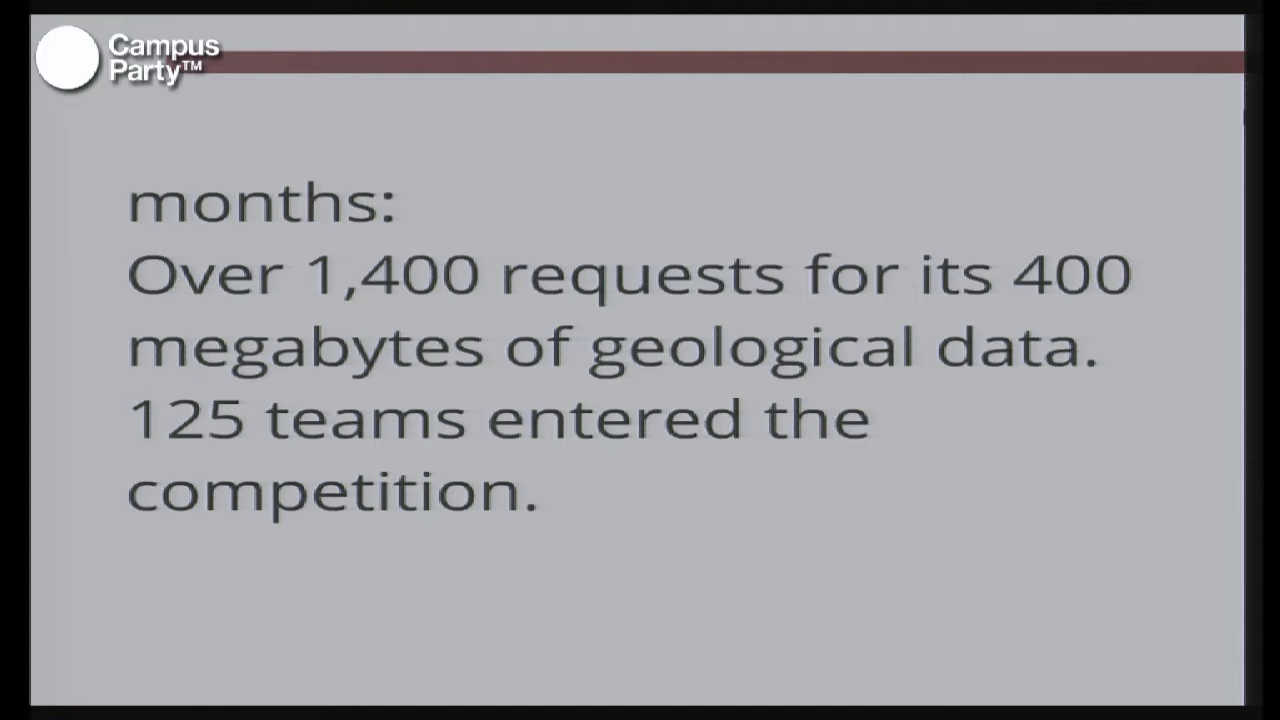 Campus
Party™
months:
Over 1,400 requests for its 400
megabytes of geological data.
125 teams entered the
competition.